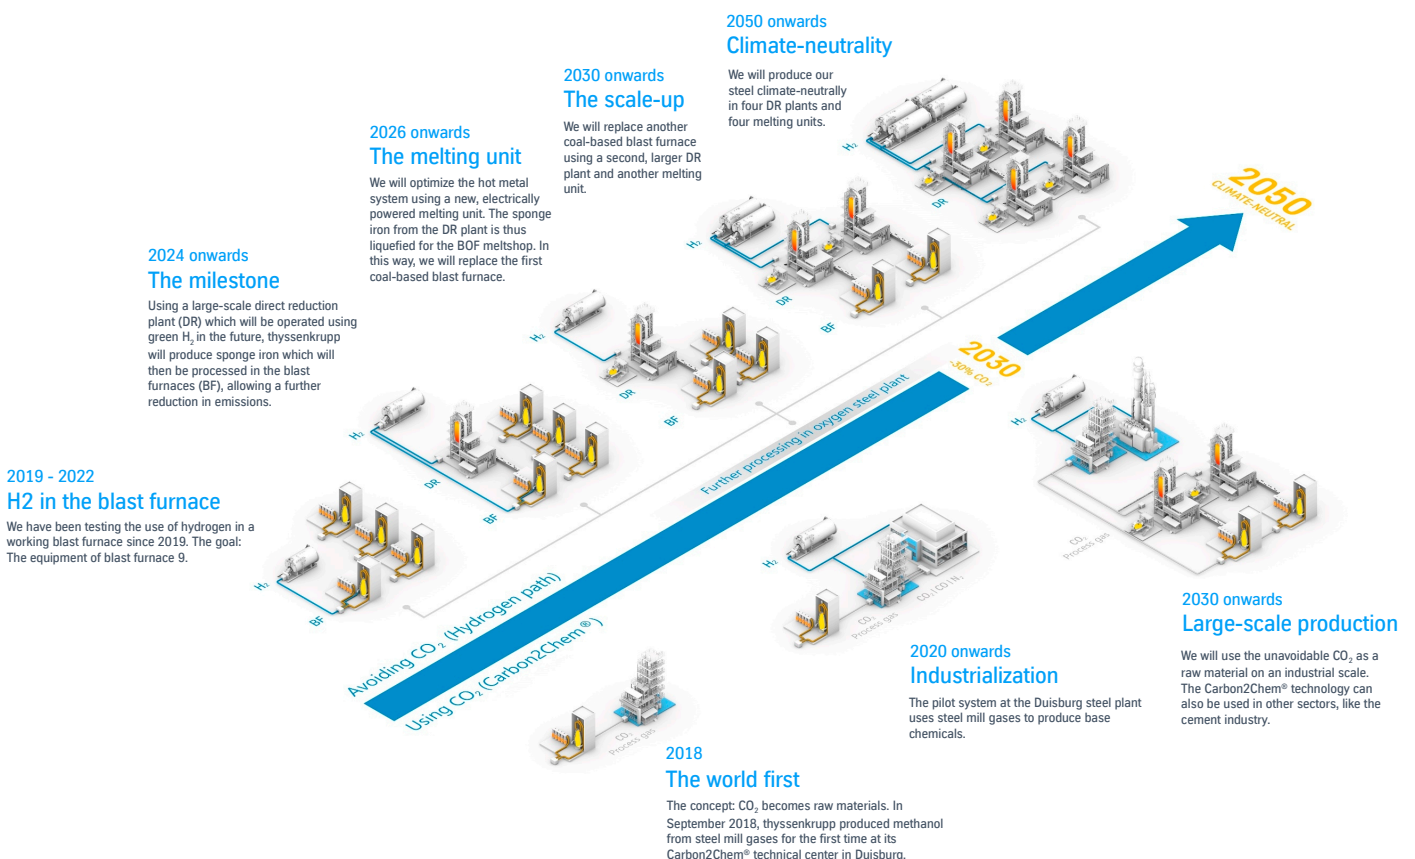 2050 onwards
Climate-neutrality
We will produce our
steel climate-neutrally
in four DR plants and
four melting units.
2030 onwards
The scale-up
We will replace another
coal-based blast furnace
using a second, larger DR
plant and another melting
unit.
2026 onwards
The melting unit
We will optimize the hot metal
system using a new, electrically
powered melting unit. The sponge
iron from the DR plant is thus
liquefied for the BOF meltshop. In
this way, we will replace the first
coal-based blast furnace.
2024 onwards
The milestone
Using a large-scale direct reduction
plant (DR) which will be operated using
green H₂ in the future, thyssenkrupp
will produce sponge iron which will
then be processed in the blast
furnaces (BF), allowing a further
reduction in emissions.
2019 - 2022
H2 in the blast furnace
We have been testing the use of hydrogen in a
working blast furnace since 2019. The goal:
The equipment of blast furnace 9.
H₂
DR
H₂
DR
BF
H₂
DR
BF
H₂
DR
BF
H₂
BF
2050
CLIMATE-NEUTRAL
2030
-30% CO₂
Further processing in oxygen steel plant
Avoiding CO₂ (Hydrogen path)
Using CO₂ (Carbon2Chem®)
H₂
CO₂
Process gas
H₂
CO₂
Process gas
CO₂ | CO | N₂
CO₂
Process gas
2030 onwards
Large-scale production
We will use the unavoidable CO₂ as a
raw material on an industrial scale.
The Carbon2Chem® technology can
also be used in other sectors, like the
cement industry.
2020 onwards
Industrialization
The pilot system at the Duisburg steel plant
uses steel mill gases to produce base
chemicals.
2018
The world first
The concept: CO₂ becomes raw materials. In
September 2018, thyssenkrupp produced methanol
from steel mill gases for the first time at its
Carbon2Chem® technical center in Duisburg.